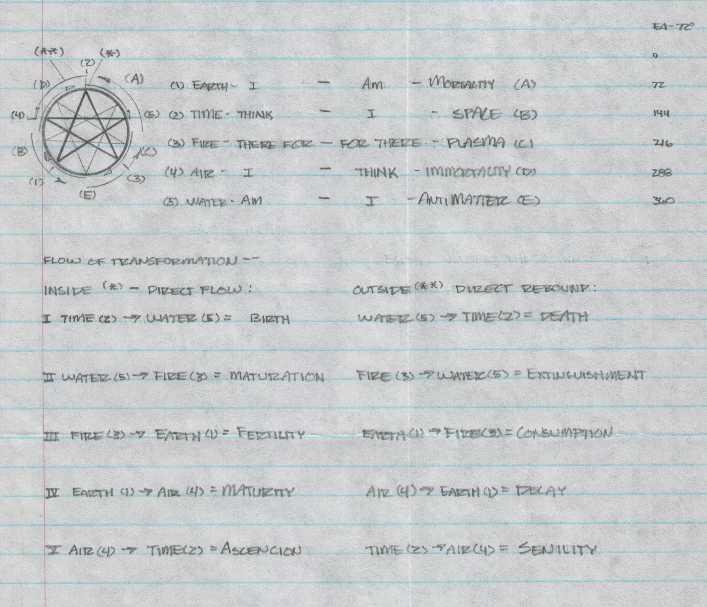 EA-72°
(**) (*)
(2)
(D) (A)
0
(1) EARTH - I - AM - MORTALITY (A) 72
(4) (5) (2) TIME - THINK - I - SPACE (B) 144
(3) FIRE - THERE FOR - FOR THERE - PLASMA (C) 216
(B) (C)
(4) AIR - I - THINK - IMMORTALITY (D) 288
(1) (3)
(E)
(5) WATER - AM - I - ANTIMATTER (E) 360
FLOW OF TRANSFORMATION --
INSIDE (*) - DIRECT FLOW: OUTSIDE (**) DIRECT REBOUND:
I TIME (2) → WATER (5) = BIRTH WATER (5) → TIME (2) = DEATH
II WATER (5) → FIRE (3) = MATURATION FIRE (3) → WATER (5) = EXTINGUISHMENT
III FIRE (3) → EARTH (1) = FERTILITY EARTH (1) → FIRE (3) = CONSUMPTION
IV EARTH (1) → AIR (4) = MATURITY AIR (4) → EARTH (1) = DECAY
V AIR (4) → TIME (2) = ASCENCION TIME (2) → AIR (4) = SENILITY